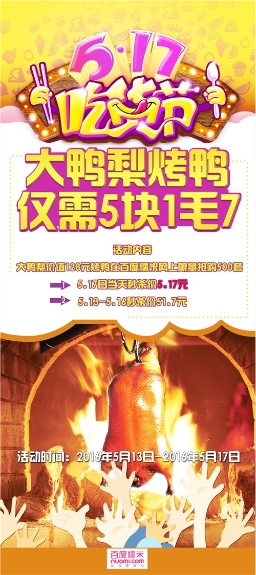 5·17
吃货节
大鸭梨烤鸭
仅需5块1毛7
活动内容
大鸭梨价值128元烤鸭在百度糯米网上限量抢购500套
5.17日当天秒杀价5.17元
5.13-5.16秒杀价51.7元
活动时间：2016年5月13日-2016年5月17日
百度糯米
nuomi.com